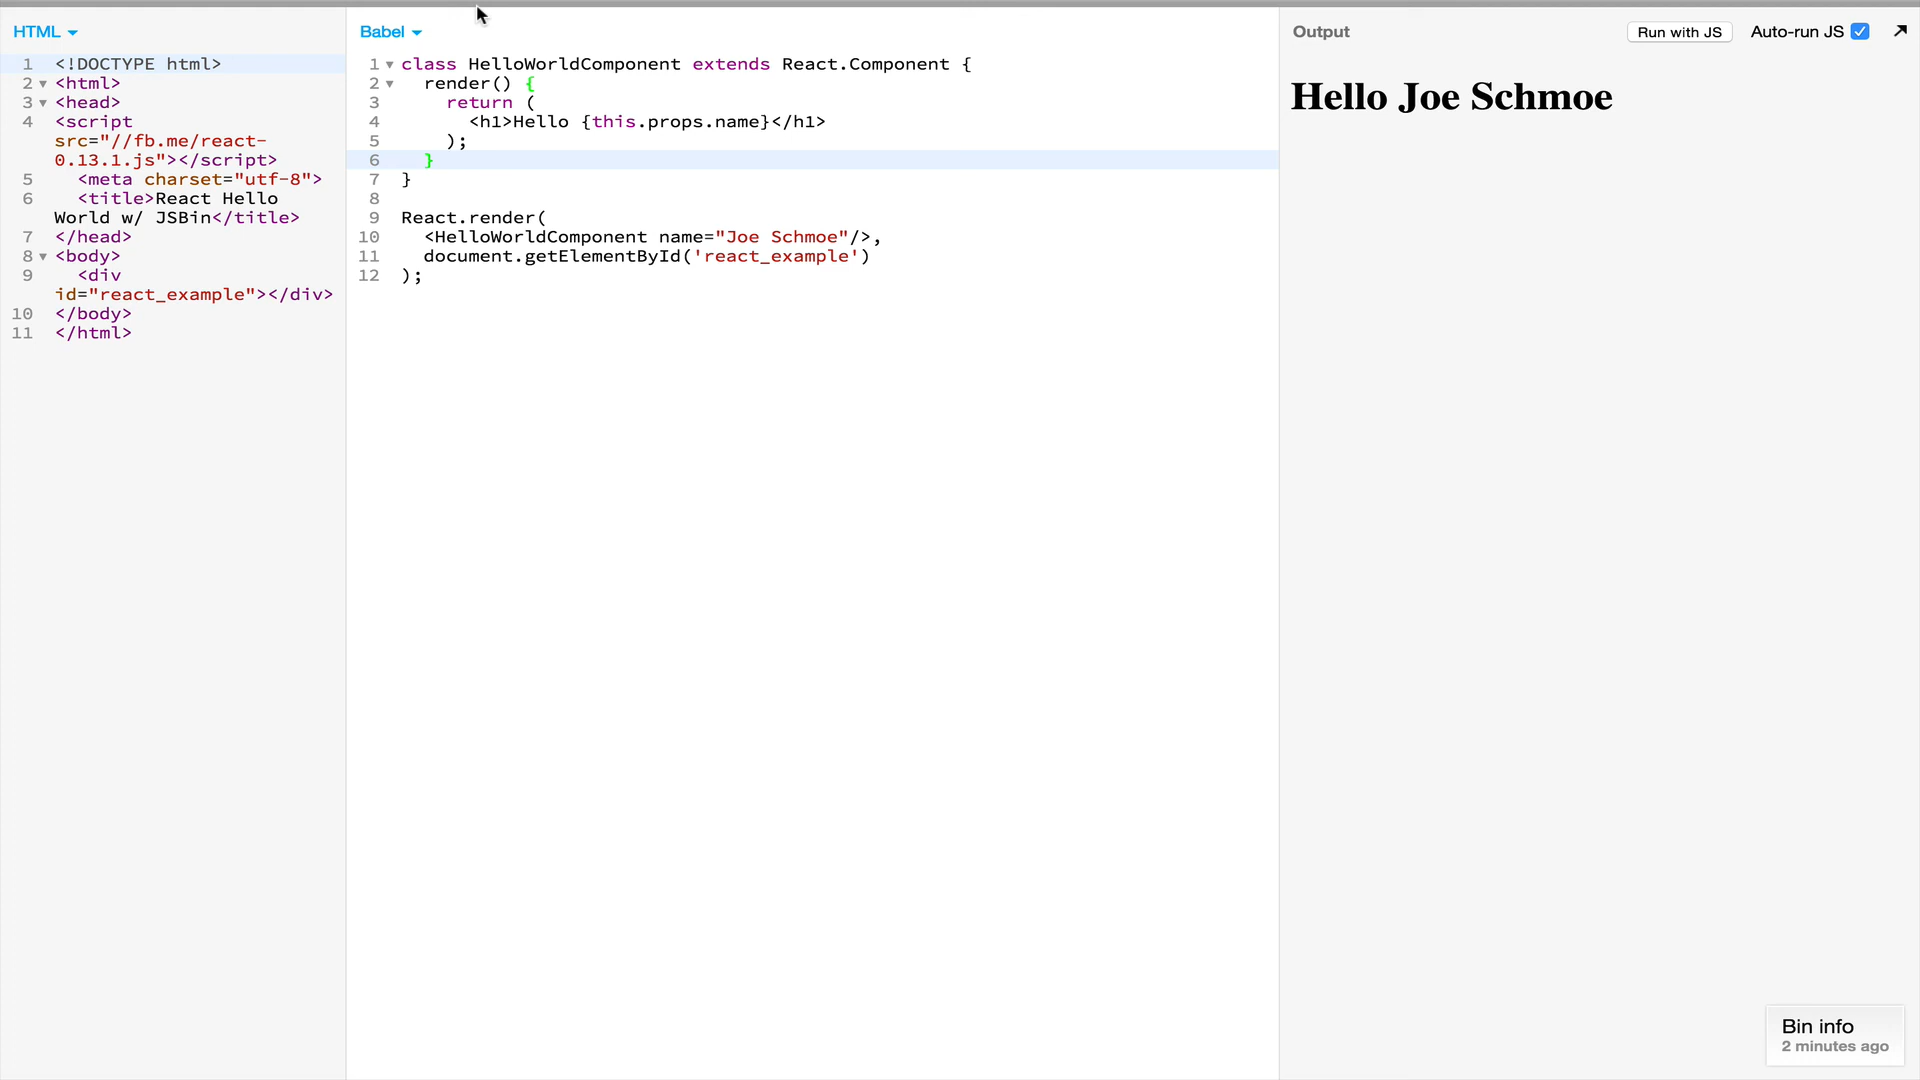 HTML
1 <!DOCTYPE html>
2 <html>
3 <head>
4 <script
src="//fb.me/react-
0.13.1.js"></script>
5 <meta charset="utf-8">
6 <title>React Hello
World w/ JSBin</title>
7 </head>
8 <body>
9 <div
id="react_example"></div>
10 </body>
11 </html>
Babel
1 class HelloWorldComponent extends React.Component {
2 render() {
3 return (
4 <h1>Hello {this.props.name}</h1>
5 );
6 }
7 }
8
9 React.render(
10 <HelloWorldComponent name="Joe Schmoe"/>,
11 document.getElementById('react_example')
12 );
Output
Run with JS
Auto-run JS
Hello Joe Schmoe
Bin info
2 minutes ago